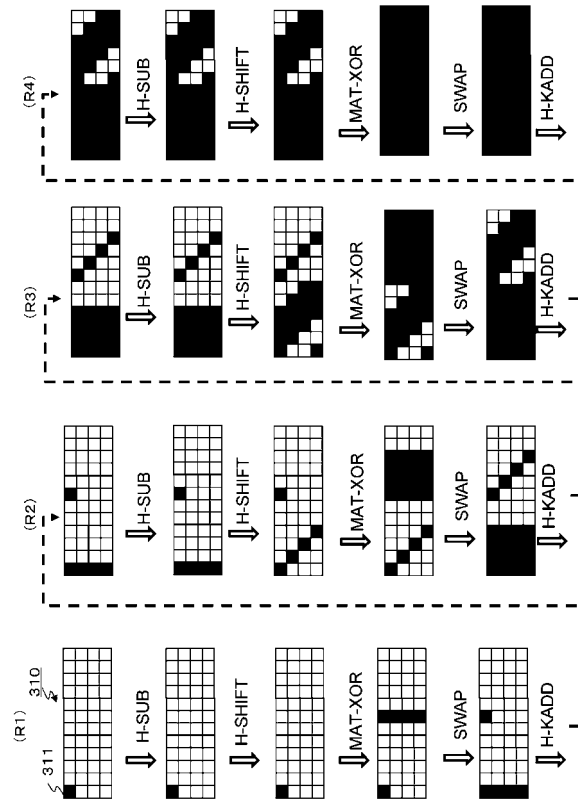 (R1)
311
310
H-SUB
H-SHIFT
MAT-XOR
SWAP
H-KADD
(R2)
H-SUB
H-SHIFT
MAT-XOR
SWAP
H-KADD
(R3)
H-SUB
H-SHIFT
MAT-XOR
SWAP
H-KADD
(R4)
H-SUB
H-SHIFT
MAT-XOR
SWAP
H-KADD